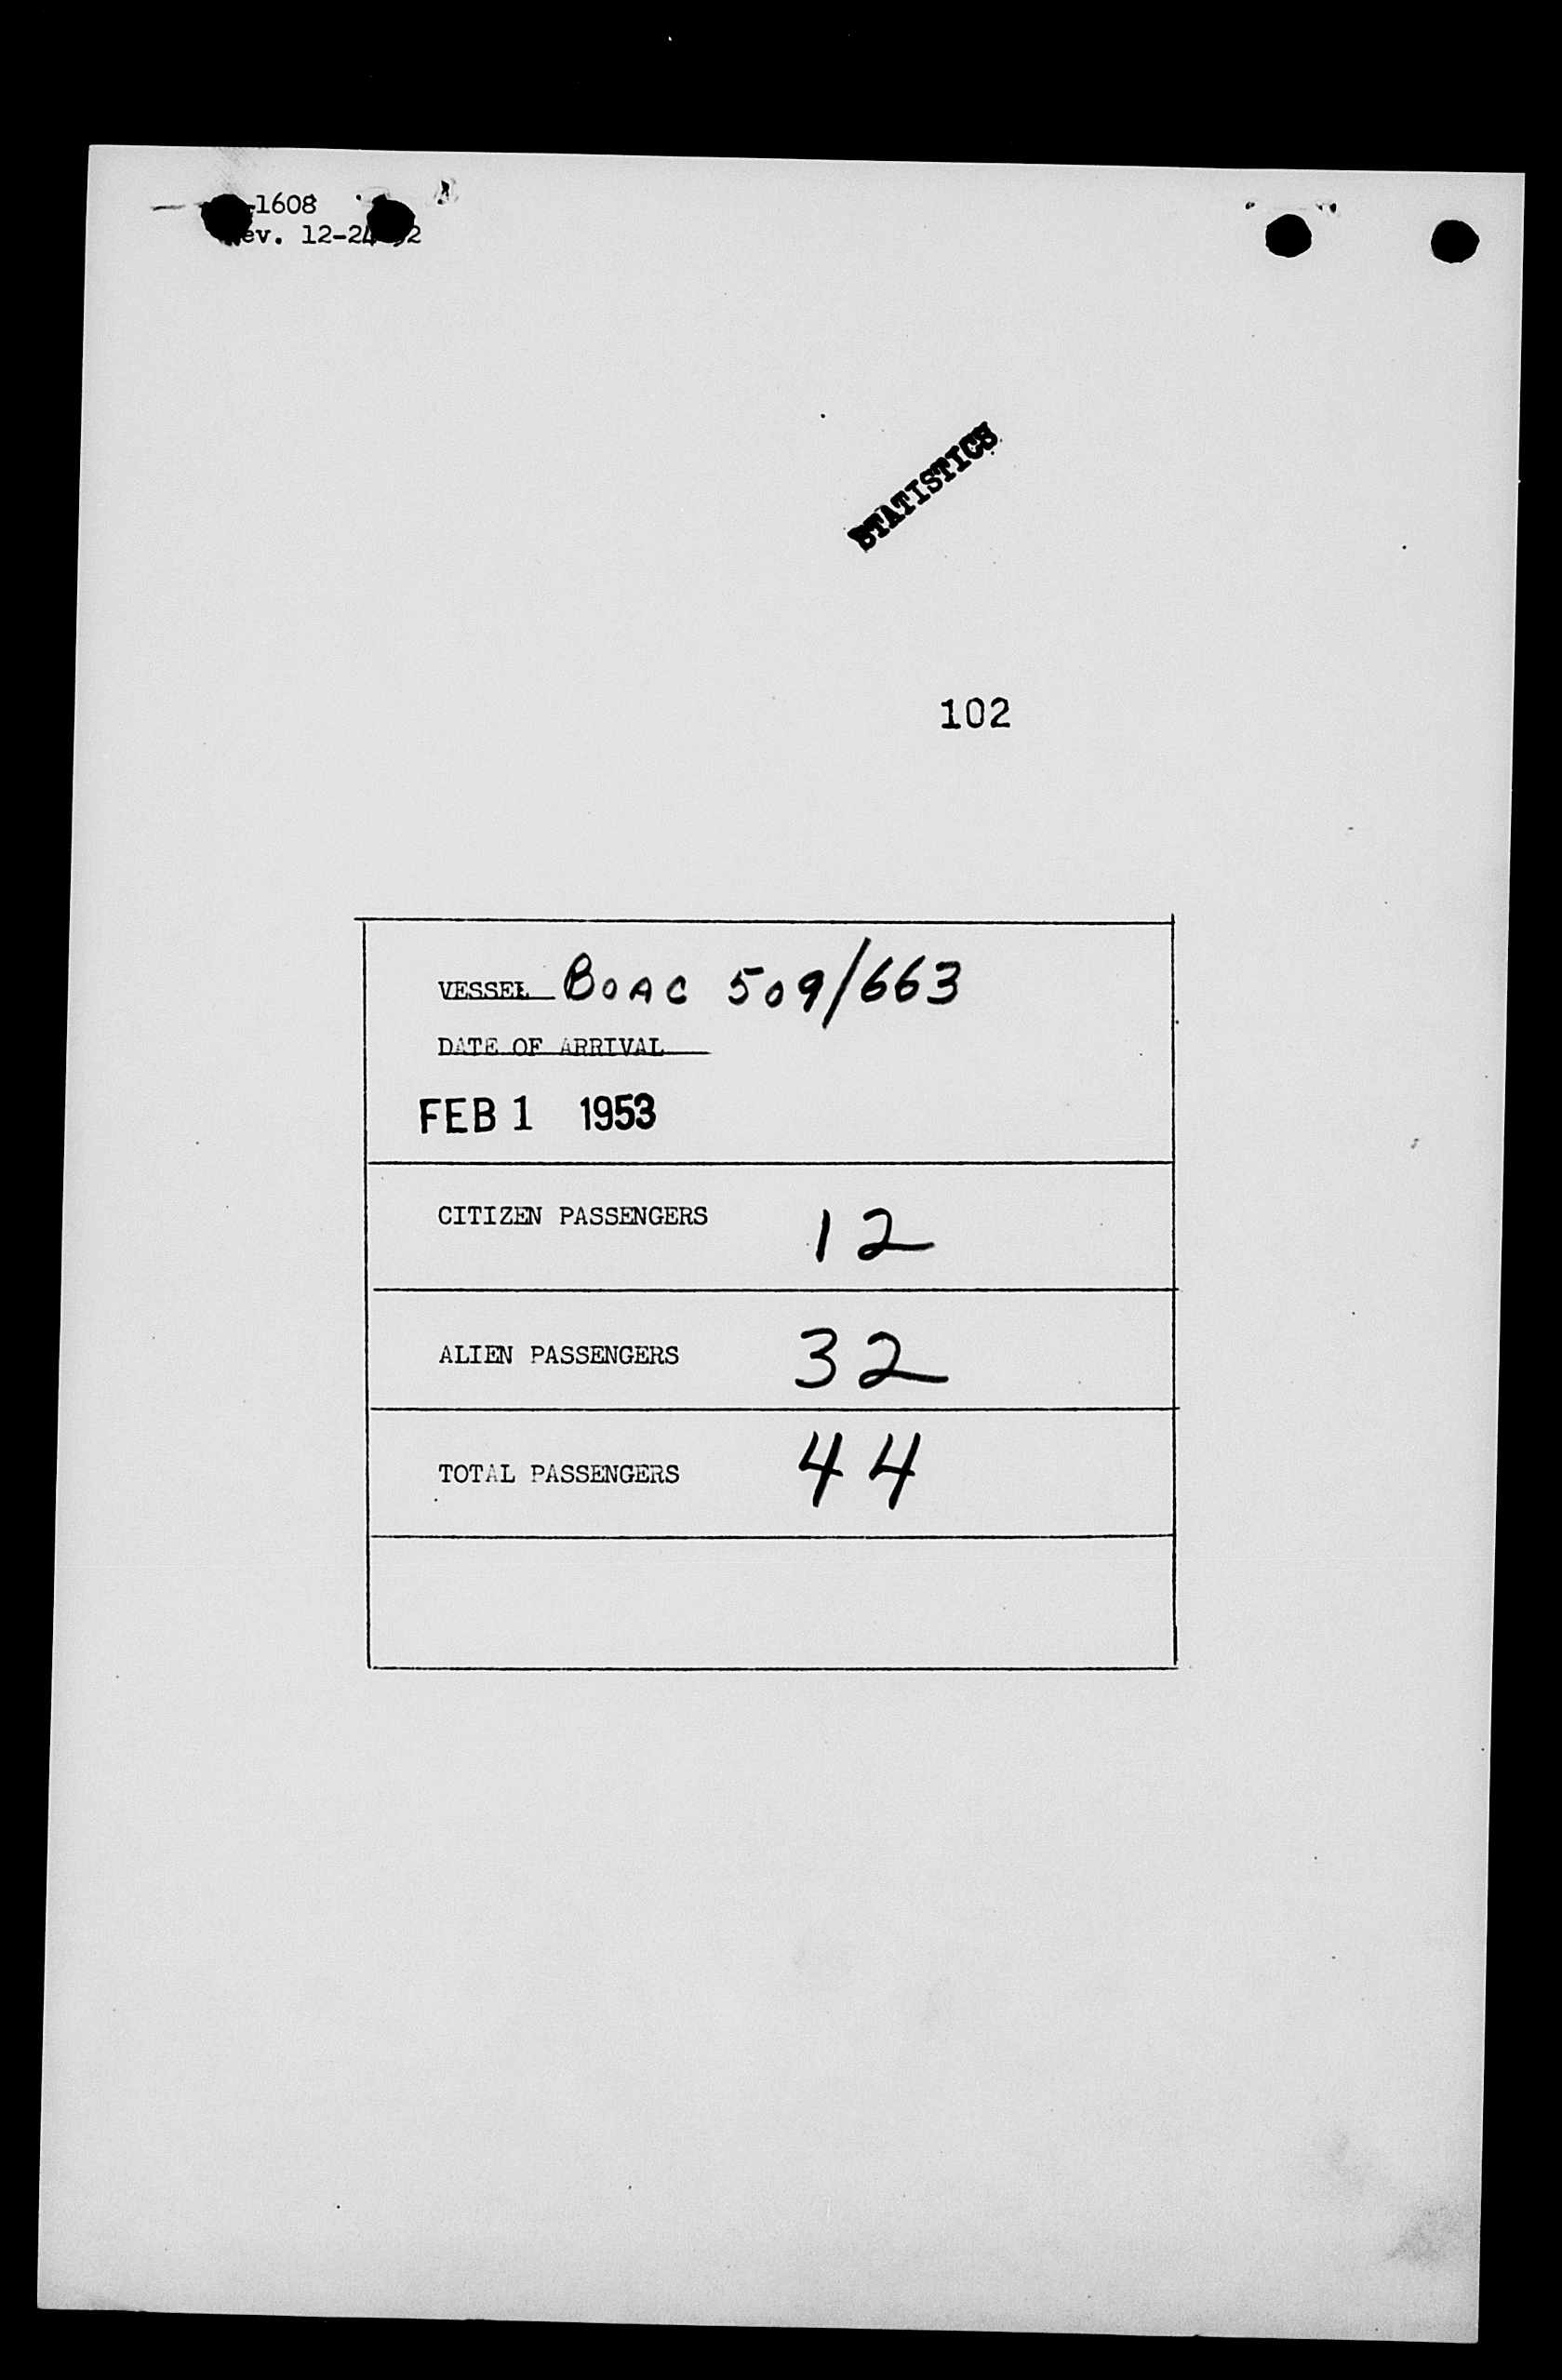 -1608
ev. 12-24 2
STATISTICS
102
VESSEL BOAC 509/663
DATE OF ARRIVAL
FEB 1 1953
CITIZEN PASSENGERS 12
ALIEN PASSENGERS 32
TOTAL PASSENGERS 44